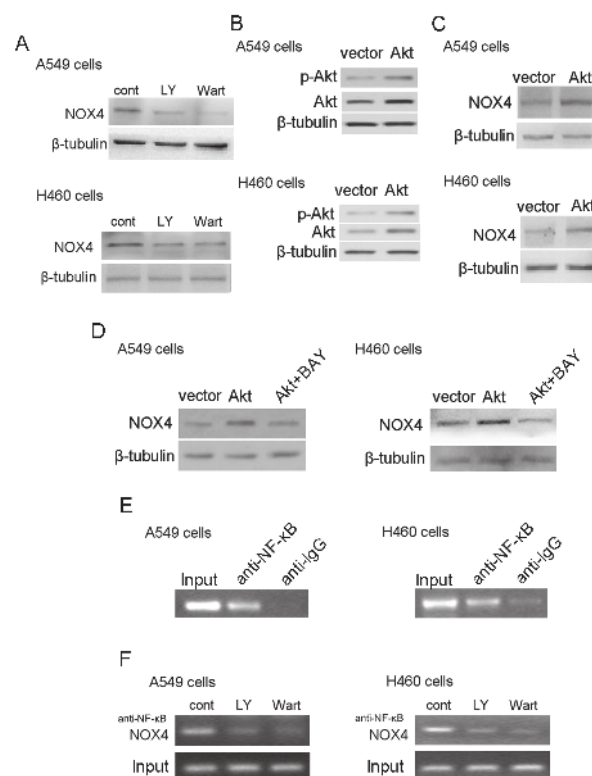 A
A549 cells
cont LY Wart
NOX4
β-tubulin
H460 cells
cont LY Wart
NOX4
β-tubulin
B
A549 cells
vector Akt
p-Akt
Akt
β-tubulin
H460 cells
vector Akt
p-Akt
Akt
β-tubulin
C
A549 cells
vector Akt
NOX4
β-tubulin
H460 cells
vector Akt
NOX4
β-tubulin
D
A549 cells
vector Akt Akt+BAY
NOX4
β-tubulin
H460 cells
vector Akt Akt+BAY
NOX4
β-tubulin
E
A549 cells
Input anti-NF-κB anti-IgG
H460 cells
Input anti-NF-κB anti-IgG
F
A549 cells
cont LY Wart
anti-NF-κB
NOX4
Input
H460 cells
cont LY Wart
anti-NF-κB
NOX4
Input